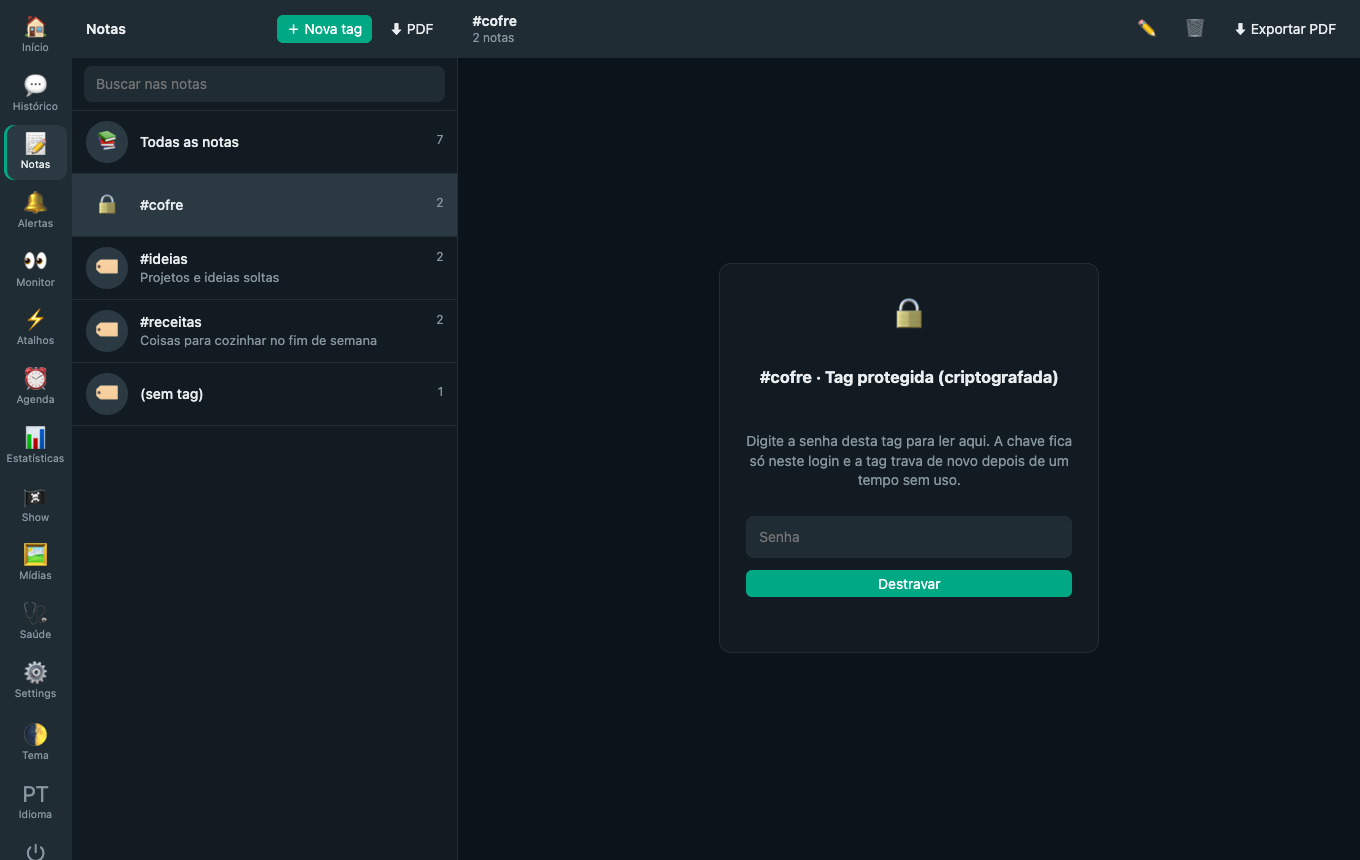 Início
Histórico
Notas
Alertas
Monitor
Atalhos
Agenda
Estatísticas
Show
Mídias
Saúde
Settings
Tema
PT
Idioma
Notas
+ Nova tag
⬇ PDF
Buscar nas notas
Todas as notas
7
#cofre
2
#ideias
2
Projetos e ideias soltas
#receitas
2
Coisas para cozinhar no fim de semana
(sem tag)
1
#cofre
2 notas
⬇ Exportar PDF
#cofre · Tag protegida (criptografada)
Digite a senha desta tag para ler aqui. A chave fica
só neste login e a tag trava de novo depois de um
tempo sem uso.
Senha
Destravar